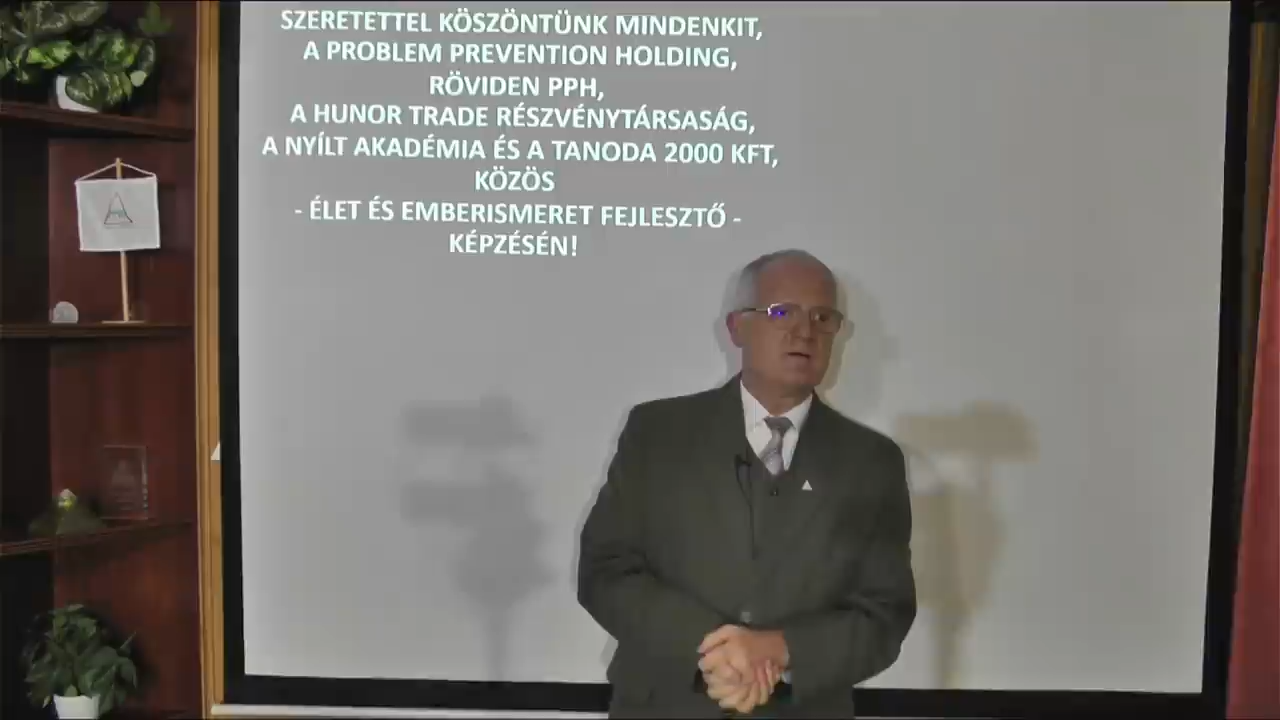 SZERETETTEL KÖSZÖNTÜNK MINDENKIT,
A PROBLEM PREVENTION HOLDING,
RÖVIDEN PPH,
A HUNOR TRADE RÉSZVÉNYTÁRSASÁG,
A NYÍLT AKADÉMIA ÉS A TANODA 2000 KFT,
KÖZÖS
- ÉLET ÉS EMBERISMERET FEJLESZTŐ -
KÉPZÉSÉN!